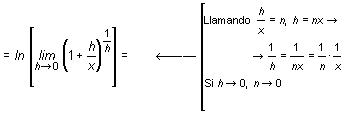 = ln [ lim h→0 (1 + h/x)^(1/h) ] = ⟵ [ Llamando h/x = n, h = nx →
→ 1/h = 1/nx = 1/n · 1/x
Si h → 0, n → 0